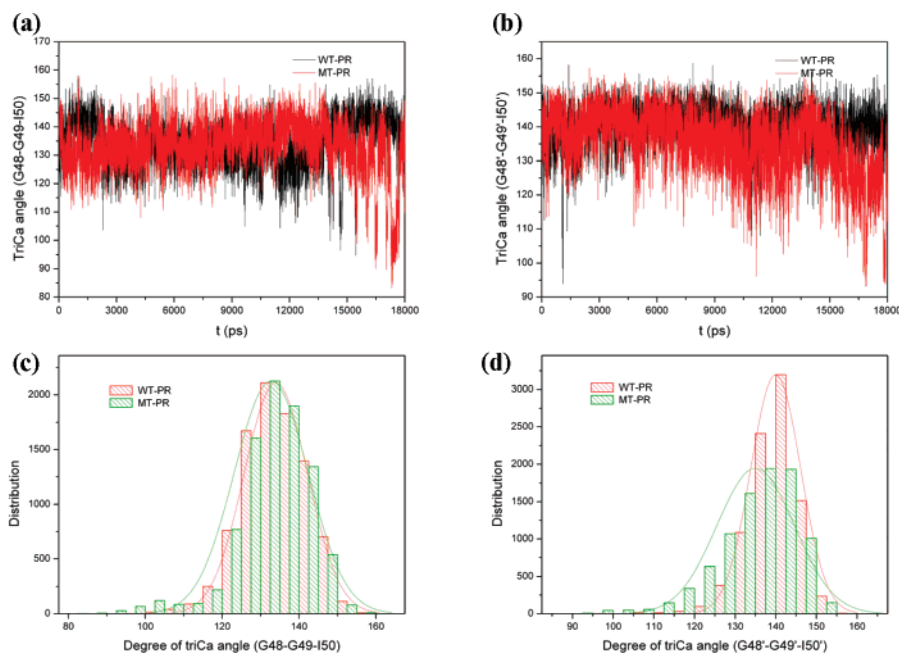 (a)
WT-PR
MT-PR
TriCa angle (G48-G49-I50)
170
160
150
140
130
120
110
100
90
80
0 3000 6000 9000 12000 15000 18000
t (ps)
(b)
WT-PR
MT-PR
TriCa angle (G48'-G49'-I50')
170
160
150
140
130
120
110
100
90
0 3000 6000 9000 12000 15000 18000
t (ps)
(c)
WT-PR
MT-PR
Distribution
2000
1500
1000
500
0
80 100 120 140 160
Degree of triCa angle (G48-G49-I50)
(d)
WT-PR
MT-PR
Distribution
3000
2500
2000
1500
1000
500
0
90 100 110 120 130 140 150 160
Degree of triCa angle (G48'-G49'-I50')